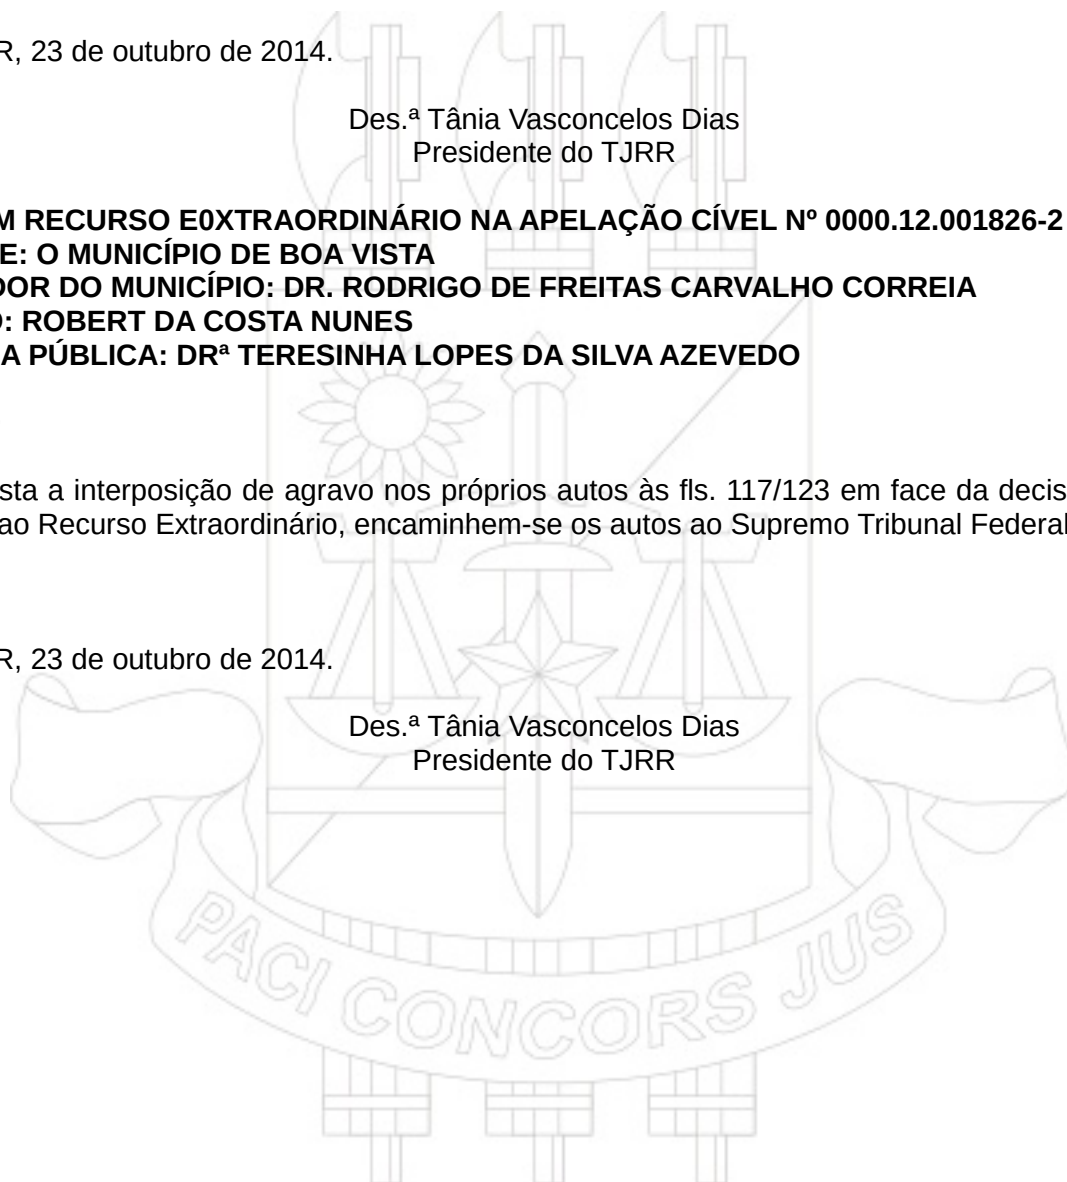 R, 23 de outubro de 2014.
Des.ª Tânia Vasconcelos Dias
Presidente do TJRR
M RECURSO E0XTRAORDINÁRIO NA APELAÇÃO CÍVEL Nº 0000.12.001826-2
E: O MUNICÍPIO DE BOA VISTA
DOR DO MUNICÍPIO: DR. RODRIGO DE FREITAS CARVALHO CORREIA
O: ROBERT DA COSTA NUNES
A PÚBLICA: DRª TERESINHA LOPES DA SILVA AZEVEDO
sta a interposição de agravo nos próprios autos às fls. 117/123 em face da decis
ao Recurso Extraordinário, encaminhem-se os autos ao Supremo Tribunal Federal
R, 23 de outubro de 2014.
Des.ª Tânia Vasconcelos Dias
Presidente do TJRR
PACI CONCORS JUS